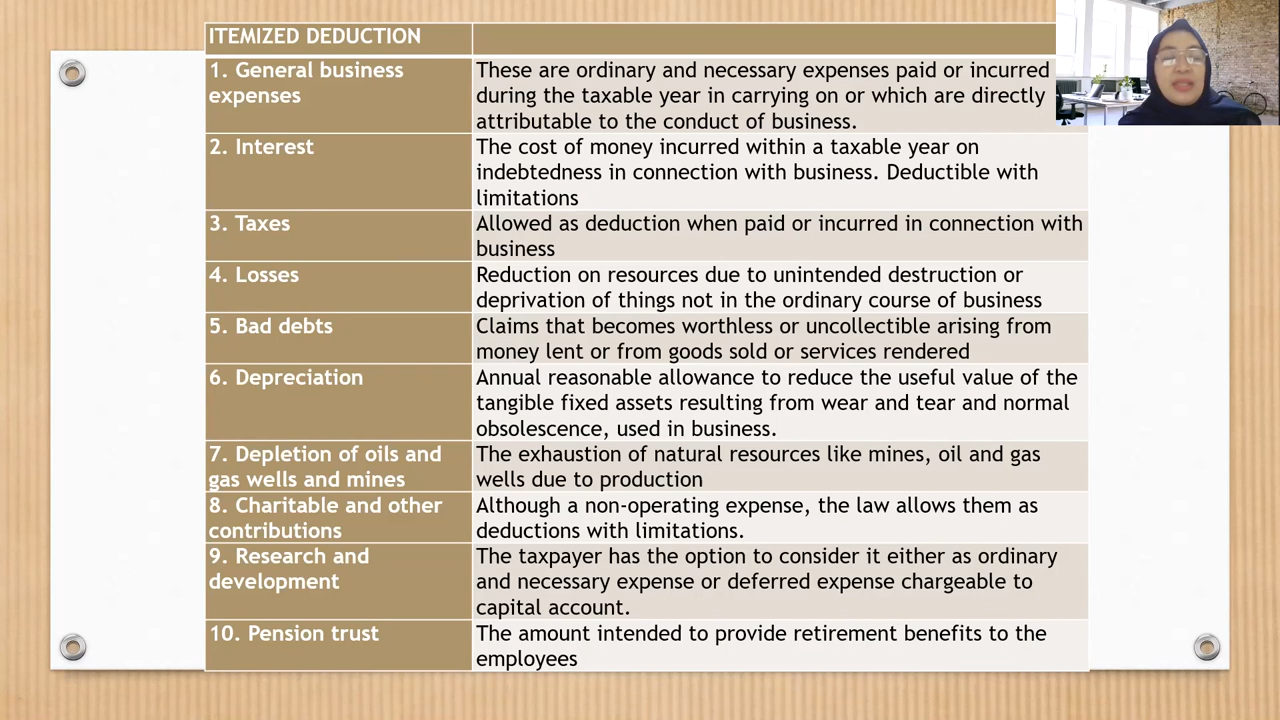 ITEMIZED DEDUCTION
1. General business
expenses
These are ordinary and necessary expenses paid or incurred
during the taxable year in carrying on or which are directly
attributable to the conduct of business.
2. Interest
The cost of money incurred within a taxable year on
indebtedness in connection with business. Deductible with
limitations
3. Taxes
Allowed as deduction when paid or incurred in connection with
business
4. Losses
Reduction on resources due to unintended destruction or
deprivation of things not in the ordinary course of business
5. Bad debts
Claims that becomes worthless or uncollectible arising from
money lent or from goods sold or services rendered
6. Depreciation
Annual reasonable allowance to reduce the useful value of the
tangible fixed assets resulting from wear and tear and normal
obsolescence, used in business.
7. Depletion of oils and
gas wells and mines
The exhaustion of natural resources like mines, oil and gas
wells due to production
8. Charitable and other
contributions
Although a non-operating expense, the law allows them as
deductions with limitations.
9. Research and
development
The taxpayer has the option to consider it either as ordinary
and necessary expense or deferred expense chargeable to
capital account.
10. Pension trust
The amount intended to provide retirement benefits to the
employees